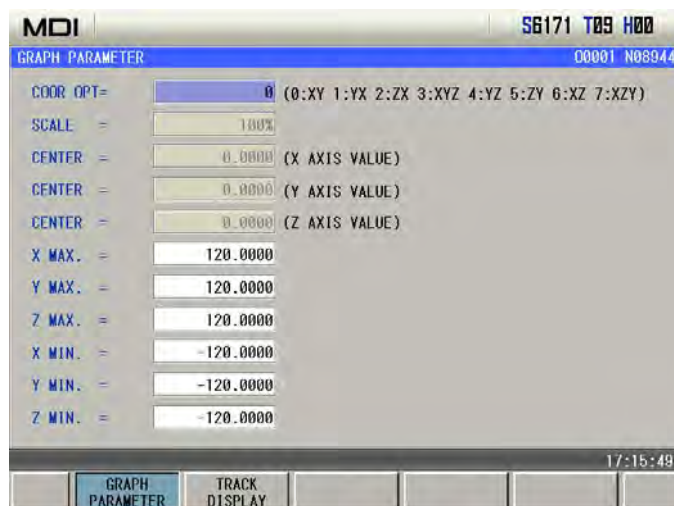 MDI S6171 T09 H00
GRAPH PARAMETER O0001 N08944
COOR OPT= 0 (0:XY 1:YX 2:ZX 3:XYZ 4:YZ 5:ZY 6:XZ 7:XZY)
SCALE = 100%
CENTER = 0.0000 (X AXIS VALUE)
CENTER = 0.0000 (Y AXIS VALUE)
CENTER = 0.0000 (Z AXIS VALUE)
X MAX. = 120.0000
Y MAX. = 120.0000
Z MAX. = 120.0000
X MIN. = -120.0000
Y MIN. = -120.0000
Z MIN. = -120.0000
17:15:49
GRAPH PARAMETER
TRACK DISPLAY